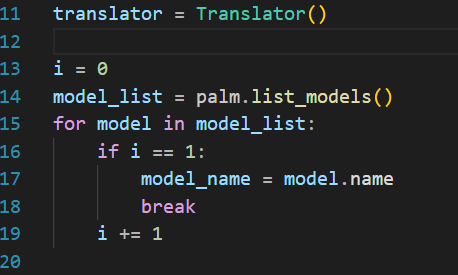 11 translator = Translator()
12
13 i = 0
14 model_list = palm.list_models()
15 for model in model_list:
16     if i == 1:
17         model_name = model.name
18         break
19     i += 1
20